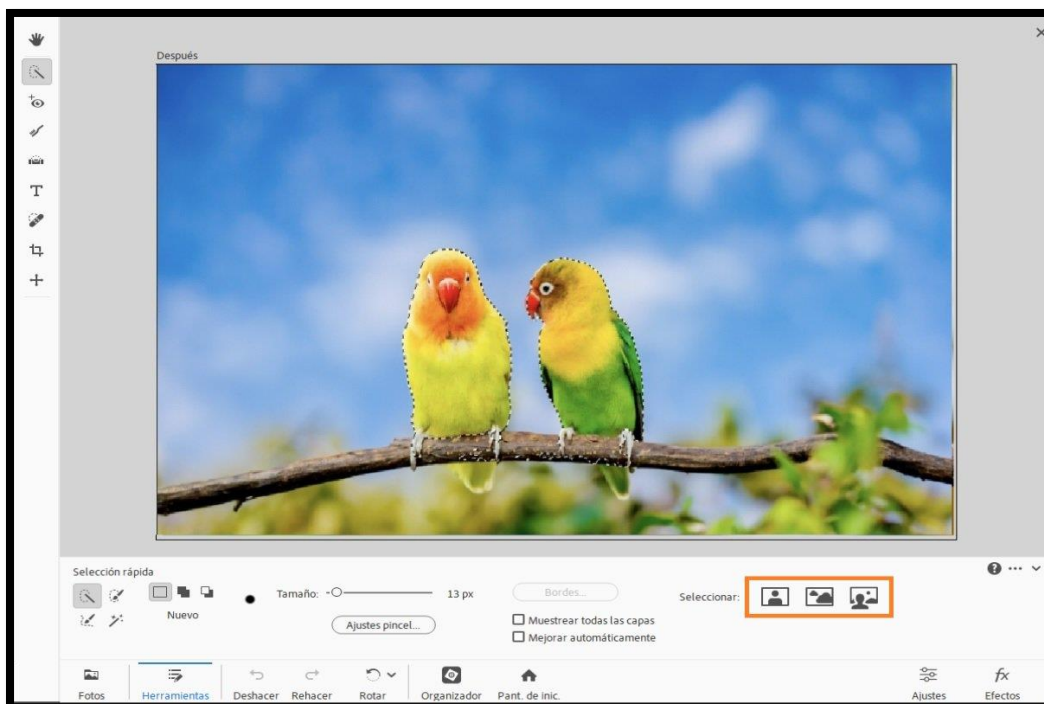 Después
T
Selección rápida
Nuevo
Tamaño:
13 px
Ajustes pincel...
Bordes...
Muestrear todas las capas
Mejorar automáticamente
Seleccionar:
Fotos
Herramientas
Deshacer
Rehacer
Rotar
Organizador
Pant. de inic.
Ajustes
fx
Efectos